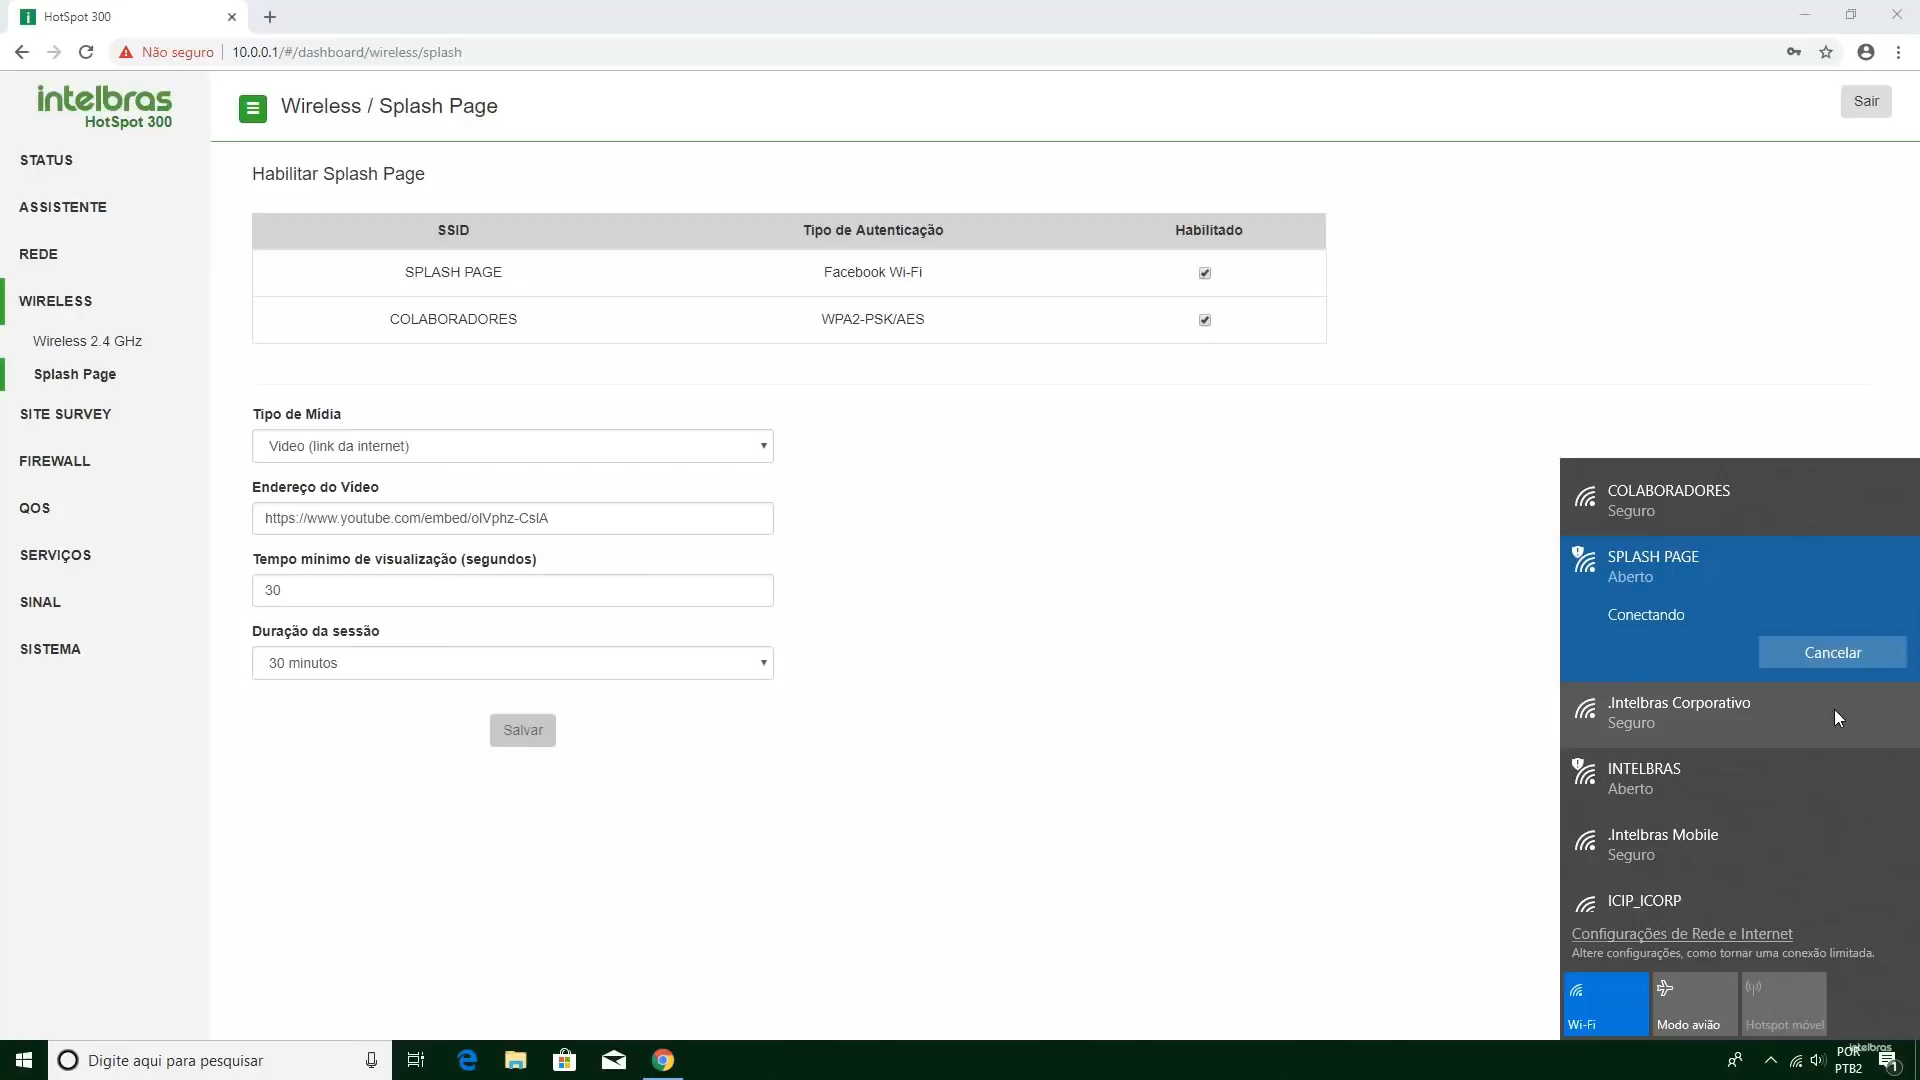 HotSpot 300
Não seguro
10.0.0.1/#/dashboard/wireless/splash
intelbras
HotSpot 300
Wireless / Splash Page
Sair
STATUS
ASSISTENTE
REDE
WIRELESS
Wireless 2.4 GHz
Splash Page
SITE SURVEY
FIREWALL
QOS
SERVIÇOS
SINAL
SISTEMA
Habilitar Splash Page
SSID Tipo de Autenticação Habilitado
SPLASH PAGE Facebook Wi-Fi
COLABORADORES WPA2-PSK/AES
Tipo de Mídia
Video (link da internet)
Endereço do Vídeo
https://www.youtube.com/embed/olVphz-CslA
Tempo mínimo de visualização (segundos)
30
Duração da sessão
30 minutos
Salvar
COLABORADORES
Seguro
SPLASH PAGE
Aberto
Conectando
Cancelar
.Intelbras Corporativo
Seguro
INTELBRAS
Aberto
.Intelbras Mobile
Seguro
ICIP_ICORP
Configurações de Rede e Internet
Altere configurações, como tornar uma conexão limitada.
Wi-Fi
Modo avião
Hotspot móvel
Digite aqui para pesquisar
intelbras
POR
PTB2
1